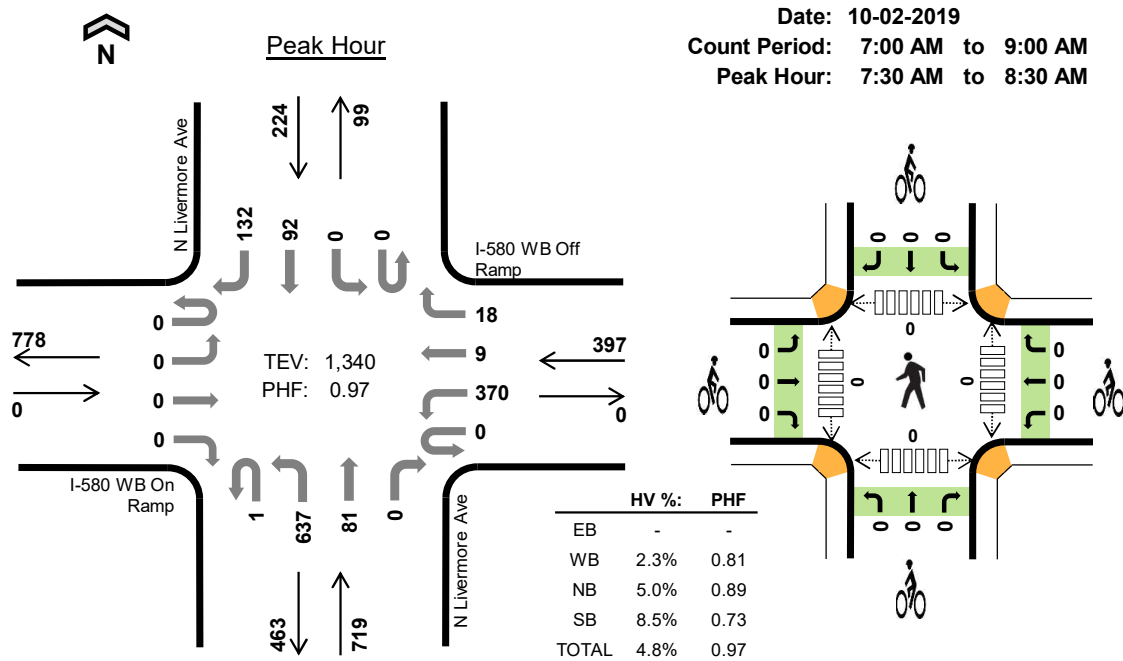 N
Peak Hour
Date: 10-02-2019
Count Period: 7:00 AM to 9:00 AM
Peak Hour: 7:30 AM to 8:30 AM
224
99
N Livermore Ave
132
92
0
0
I-580 WB Off
Ramp
0
0
0
0
778
0
TEV: 1,340
PHF: 0.97
18
9
370
0
397
0
I-580 WB On
Ramp
1
637
81
0
N Livermore Ave
463
719
0 0 0
0
0
0
0
0
0
0
0
0
0
0
0 0 0
HV %: PHF
EB - -
WB 2.3% 0.81
NB 5.0% 0.89
SB 8.5% 0.73
TOTAL 4.8% 0.97